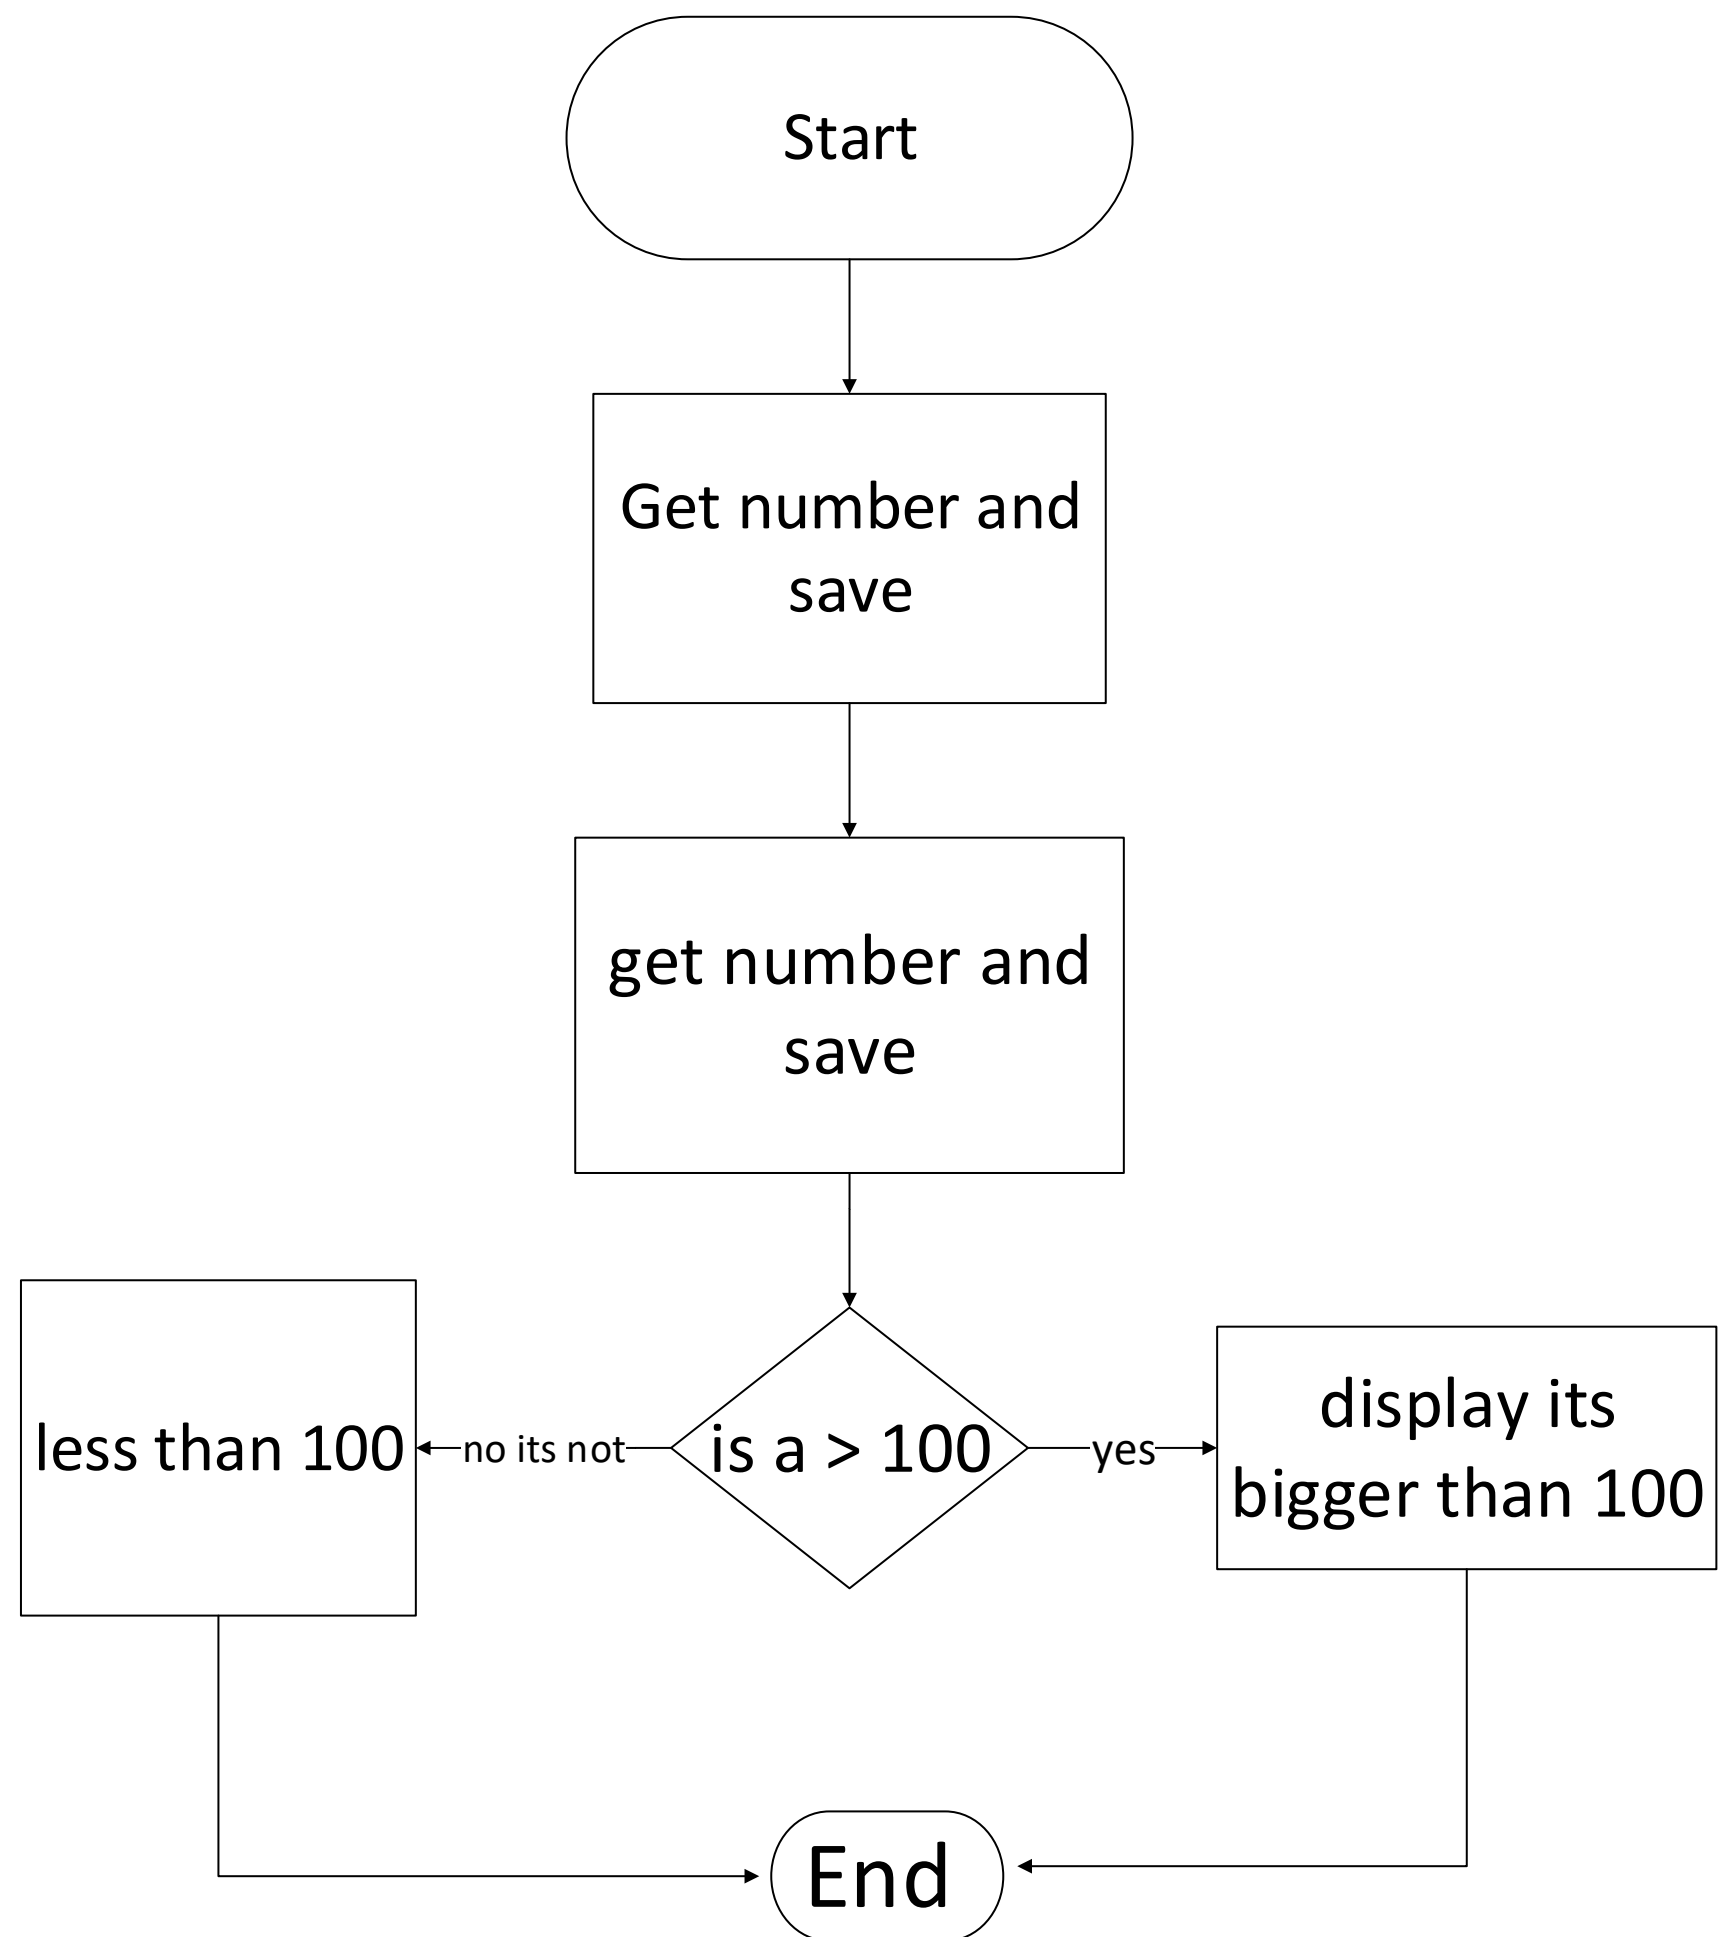 Start
Get number and
save
get number and
save
less than 100
no its not
is a > 100
yes
display its
bigger than 100
End